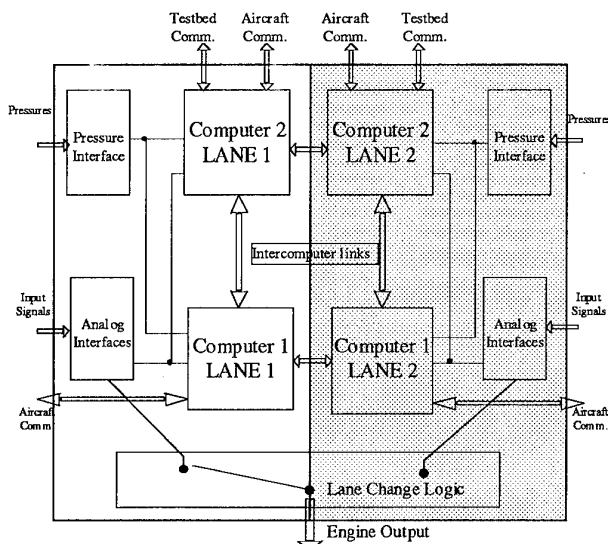 Testbed Comm.
Aircraft Comm.
Aircraft Comm.
Testbed Comm.
Pressures
Pressure Interface
Computer 2 LANE 1
Computer 2 LANE 2
Pressure Interface
Pressures
Intercomputer links
Input Signals
Analog Interfaces
Computer 1 LANE 1
Computer 1 LANE 2
Analog Interfaces
Input Signals
Aircraft Comm.
Aircraft Comm.
Lane Change Logic
Engine Output